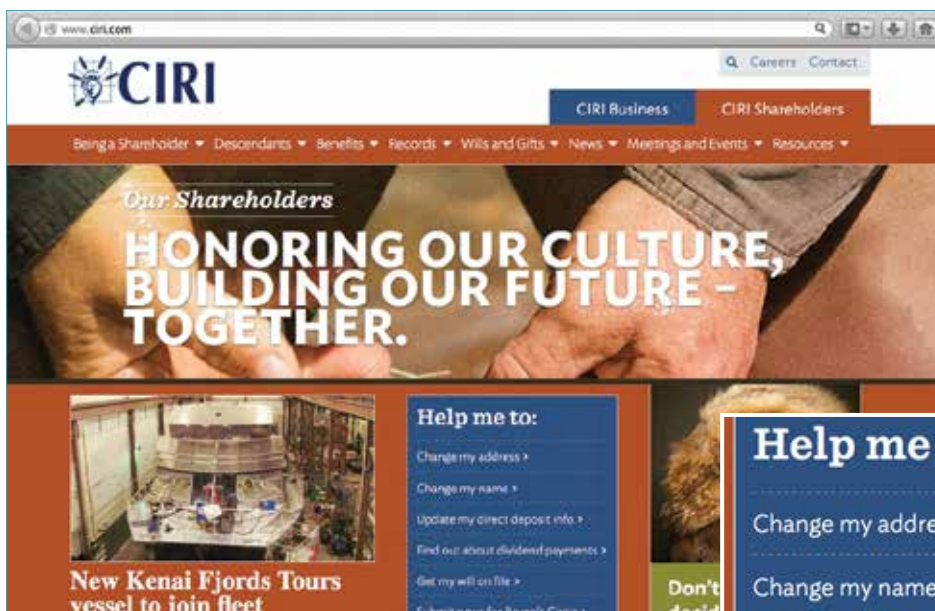 www.ciri.com
CIRI
Careers Contact
CIRI Business CIRI Shareholders
Being a Shareholder Descendants Benefits Records Wills and Gifts News Meetings and Events Resources
Our Shareholders
HONORING OUR CULTURE,
BUILDING OUR FUTURE –
TOGETHER.
New Kenai Fjords Tours
vessel to join fleet
Help me to:
Change my address >
Change my name >
Update my direct deposit info >
Find out about dividend payments >
Get my will on file >
Don't
Help me
Change my addre
Change my name